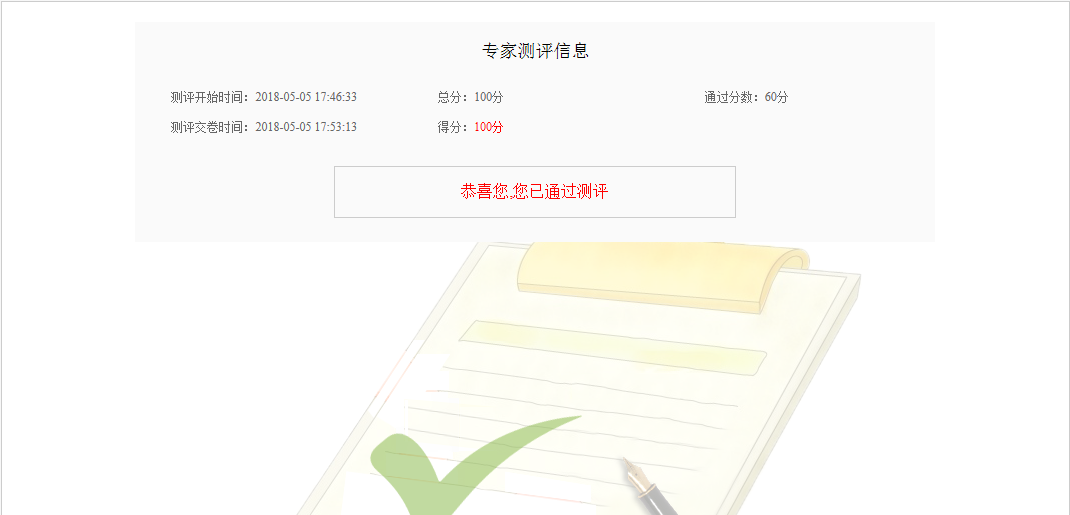 专家测评信息
测评开始时间：2018-05-05 17:46:33 总分：100分 通过分数：60分
测评交卷时间：2018-05-05 17:53:13 得分：100分
恭喜您,您已通过测评